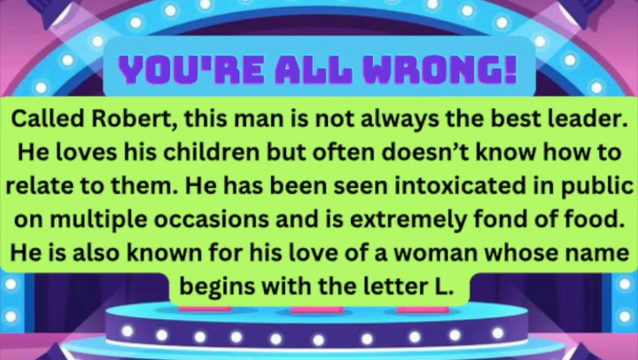 YOU'RE ALL WRONG!
Called Robert, this man is not always the best leader.
He loves his children but often doesn’t know how to
relate to them. He has been seen intoxicated in public
on multiple occasions and is extremely fond of food.
He is also known for his love of a woman whose name
begins with the letter L.